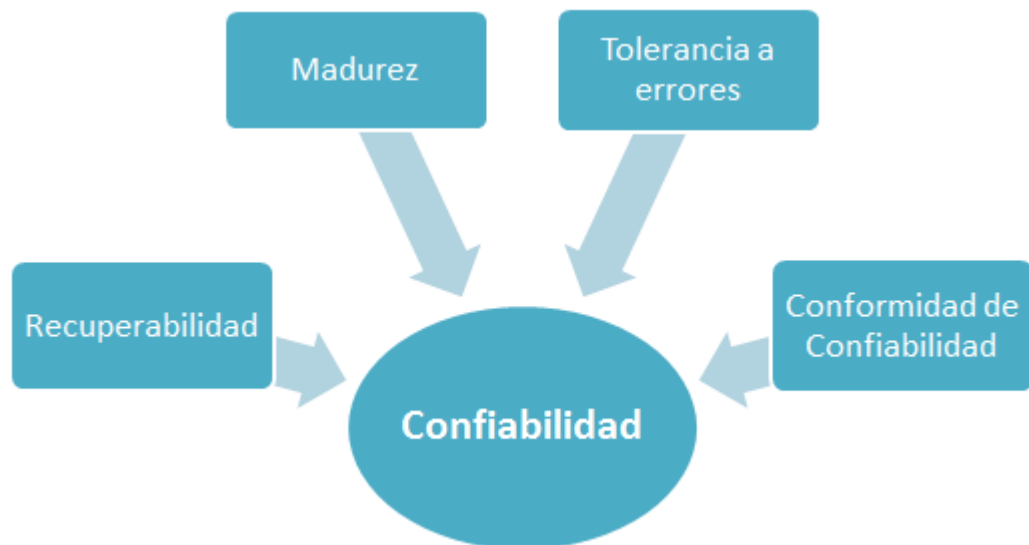 Madurez
Tolerancia a
errores
Recuperabilidad
Conformidad de
Confiabilidad
Confiabilidad